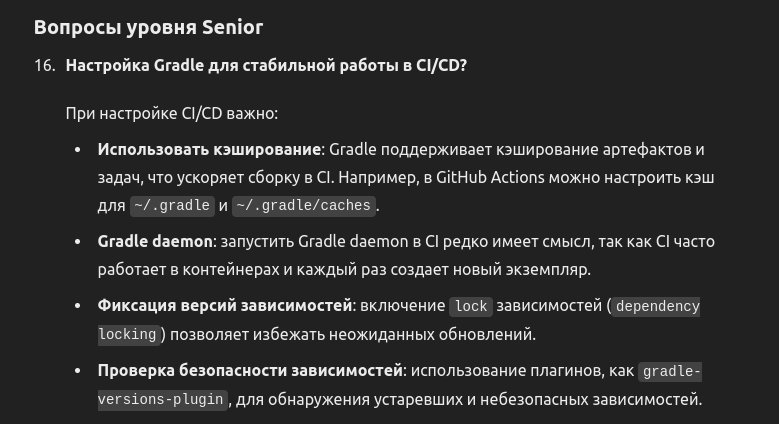 Вопросы уровня Senior
16. Настройка Gradle для стабильной работы в CI/CD?
При настройке CI/CD важно:
• Использовать кэширование: Gradle поддерживает кэширование артефактов и
задач, что ускоряет сборку в CI. Например, в GitHub Actions можно настроить кэш
для ~/.gradle и ~/.gradle/caches.
• Gradle daemon: запустить Gradle daemon в CI редко имеет смысл, так как CI часто
работает в контейнерах и каждый раз создает новый экземпляр.
• Фиксация версий зависимостей: включение lock зависимостей (dependency
locking) позволяет избежать неожиданных обновлений.
• Проверка безопасности зависимостей: использование плагинов, как gradle-
versions-plugin, для обнаружения устаревших и небезопасных зависимостей.